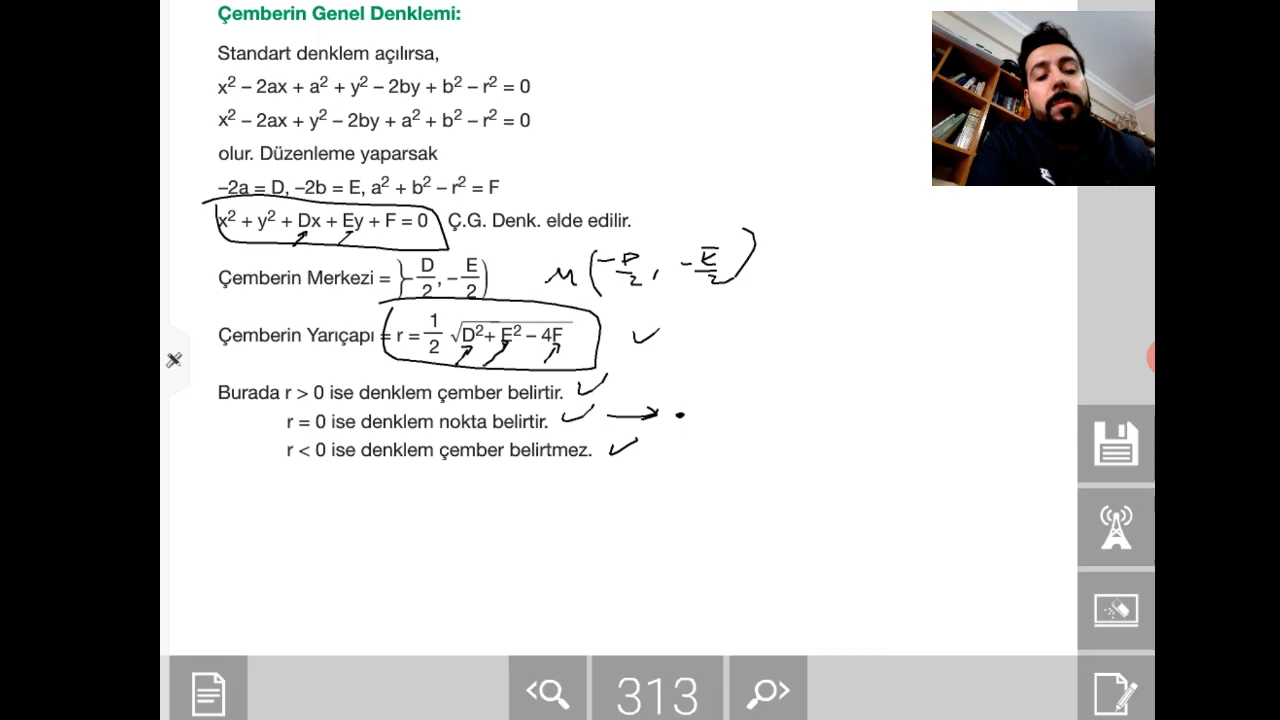 Çemberin Genel Denklemi:
Standart denklem açılırsa,
x² – 2ax + a² + y² – 2by + b² – r² = 0
x² – 2ax + y² – 2by + a² + b² – r² = 0
olur. Düzenleme yaparsak
–2a = D, –2b = E, a² + b² – r² = F
x² + y² + Dx + Ey + F = 0 Ç.G. Denk. elde edilir.
Çemberin Merkezi = (–D/2, –E/2) M(–D/2, –E/2)
Çemberin Yarıçapı = r = 1/2 √D² + E² – 4F
Burada r > 0 ise denklem çember belirtir.
r = 0 ise denklem nokta belirtir.
r < 0 ise denklem çember belirtmez.
313